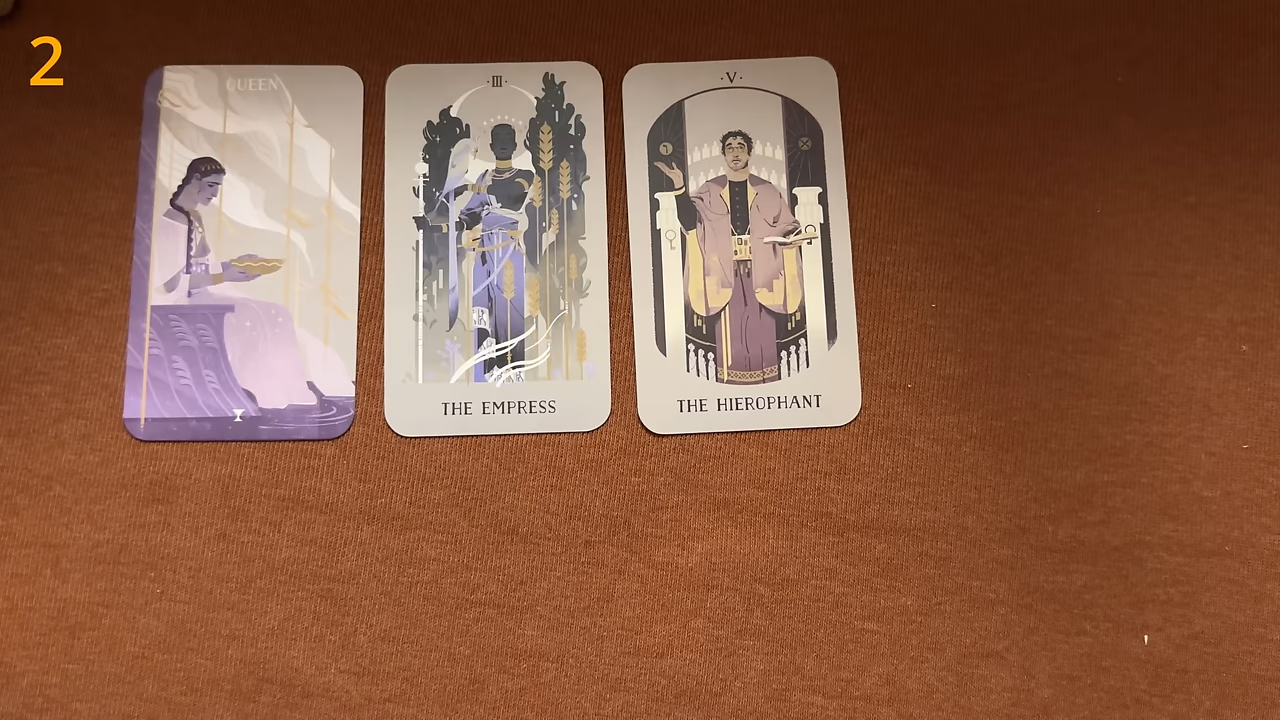 2
QUEEN
·III·
THE EMPRESS
·V·
THE HIEROPHANT